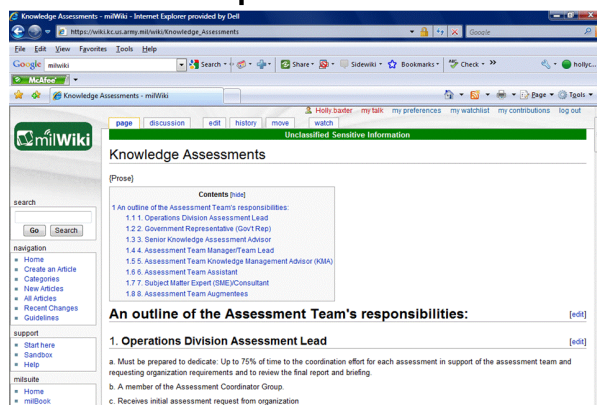 Knowledge Assessments - milWiki - Internet Explorer provided by Dell
https://wiki.kc.us.army.mil/wiki/Knowledge_Assessments
Google
File Edit View Favorites Tools Help
Google milwiki Search Share Sidewiki Bookmarks Check hollyc...
McAfee
Knowledge Assessments - milWiki
Page Tools
Holly.baxter my talk my preferences my watchlist my contributions log out
page discussion edit history move watch
Unclassified Sensitive Information
milWiki
Knowledge Assessments
{Prose}
Contents [hide]
1 An outline of the Assessment Team's responsibilities:
1.1 1. Operations Division Assessment Lead
1.2 2. Government Representative (Gov't Rep)
1.3 3. Senior Knowledge Assessment Advisor
1.4 4. Assessment Team Manager/Team Lead
1.5 5. Assessment Team Knowledge Management Advisor (KMA)
1.6 6. Assessment Team Assistant
1.7 7. Subject Matter Expert (SME)/Consultant
1.8 8. Assessment Team Augmentees
search
Go Search
navigation
Home
Create an Article
Categories
New Articles
All Articles
Recent Changes
Guidelines
support
Start here
Sandbox
Help
milsuite
Home
milBook
An outline of the Assessment Team's responsibilities: [edit]
1. Operations Division Assessment Lead [edit]
a. Must be prepared to dedicate: Up to 75% of time to the coordination effort for each assessment in support of the assessment team and
requesting organization requirements and to review the final report and briefing.
b. A member of the Assessment Coordinator Group.
c. Receives initial assessment request from organization